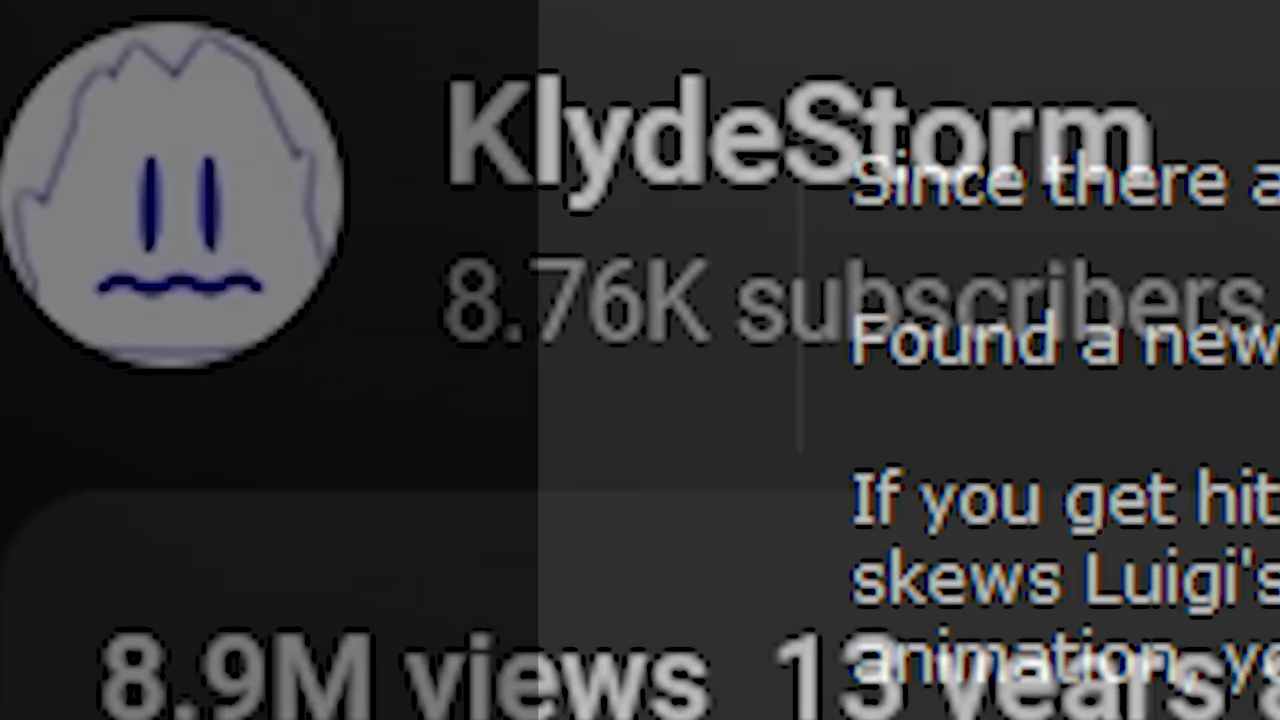 KlydeStorm
Since there a
8.76K subscribers
Found a new
If you get hit
skews Luigi's
animation, yo
8.9M views 13 years a